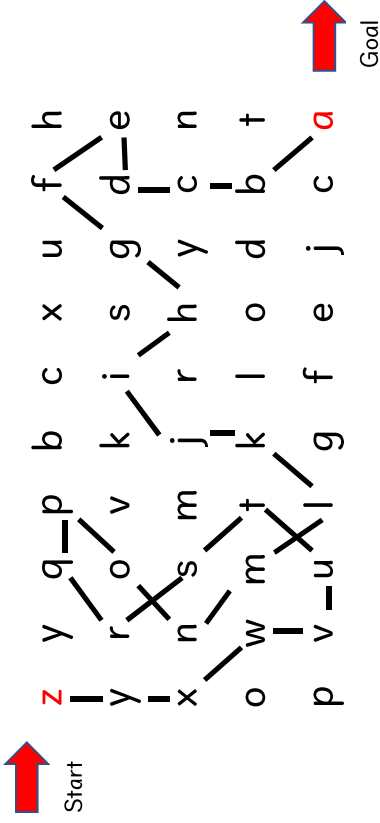 Start
z y q p b c x u f h
y r o v k i s g d e
x n s m j r h y c n
o w m t k l o d b t
p v u l g f e j c a
Goal